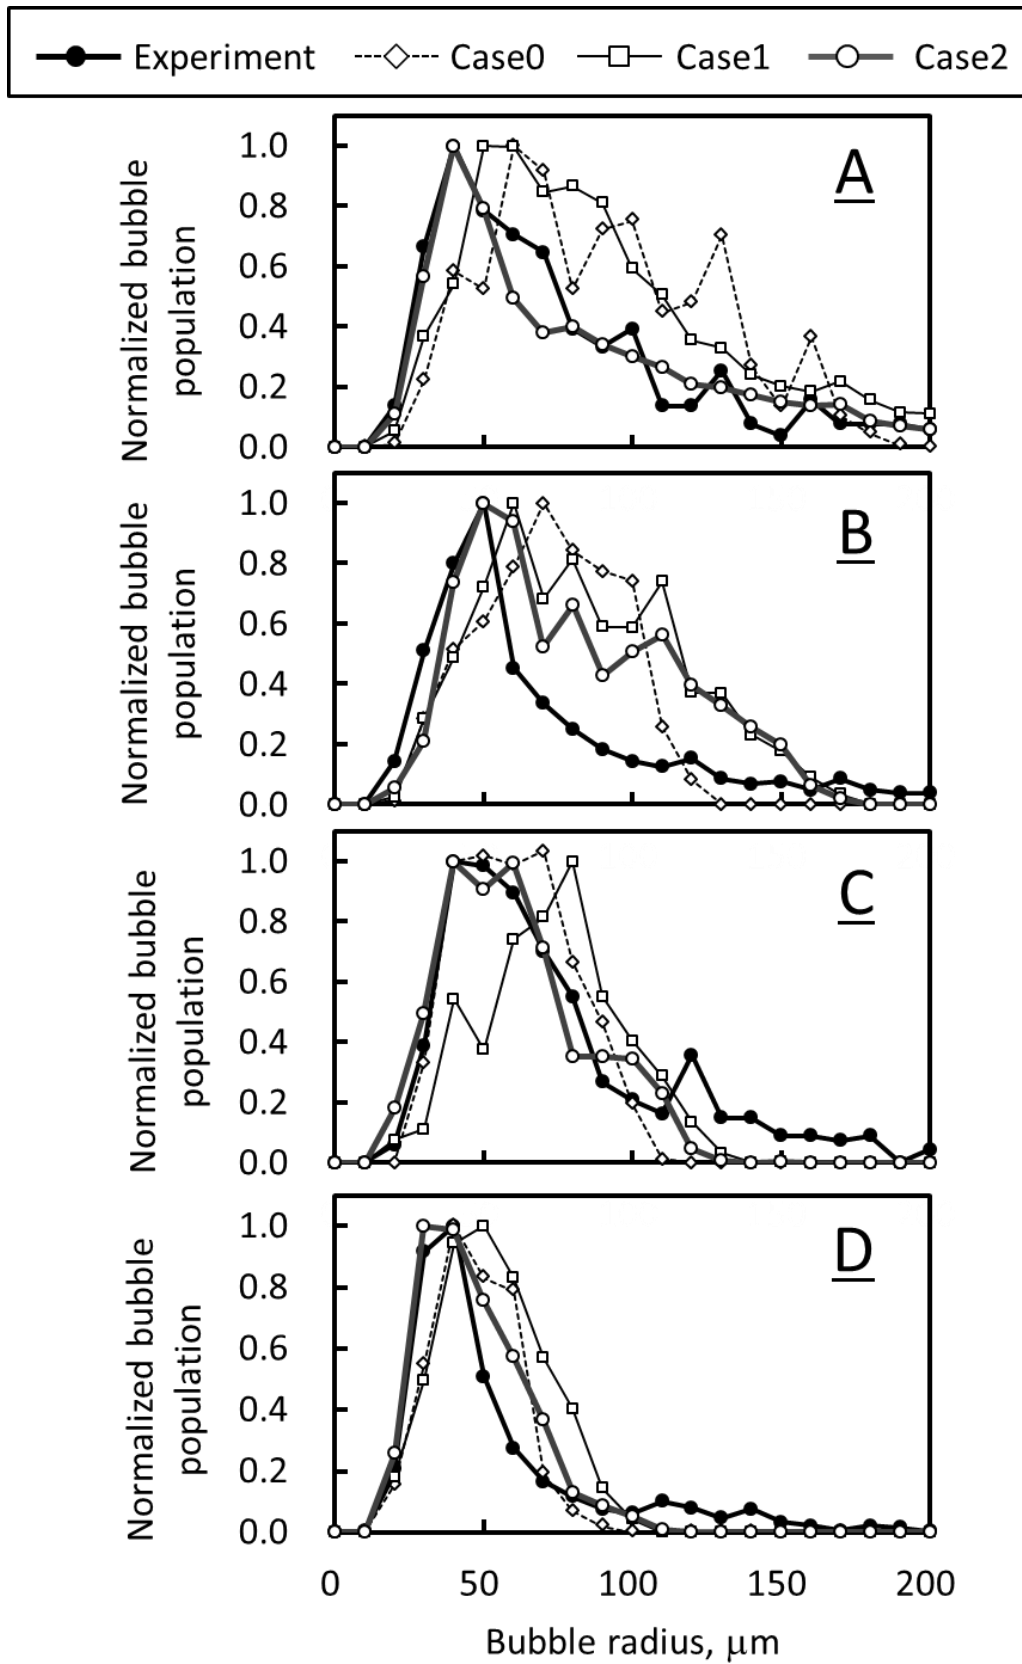 Experiment Case0 Case1 Case2
A
Normalized bubble
population
1.0
0.8
0.6
0.4
0.2
0.0
B
Normalized bubble
population
1.0
0.8
0.6
0.4
0.2
0.0
C
Normalized bubble
population
1.0
0.8
0.6
0.4
0.2
0.0
D
Normalized bubble
population
1.0
0.8
0.6
0.4
0.2
0.0
0 50 100 150 200
Bubble radius, μm